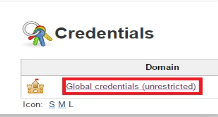 Credentials
Domain
Global credentials (unrestricted)
Icon: S M L